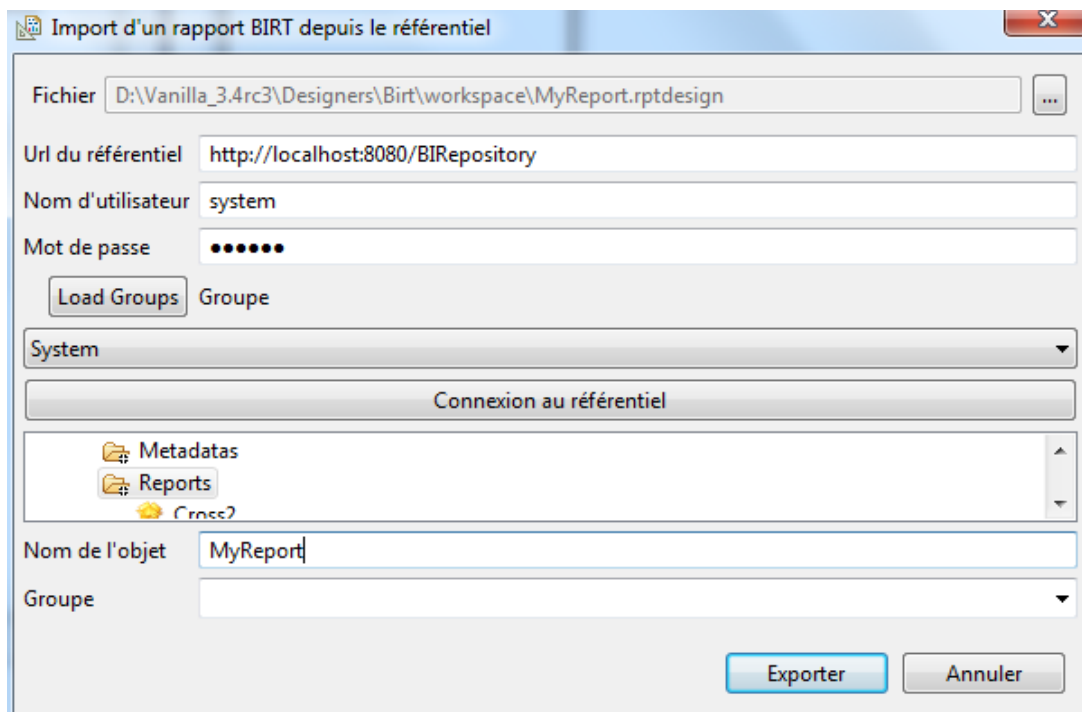 Import d'un rapport BIRT depuis le référentiel
Fichier D:\Vanilla_3.4rc3\Designers\Birt\workspace\MyReport.rptdesign ...
Url du référentiel http://localhost:8080/BIRepository
Nom d'utilisateur system
Mot de passe ●●●●●●
Load Groups Groupe
System
Connexion au référentiel
Metadatas
Reports
Cross2
Nom de l'objet MyReport
Groupe
Exporter Annuler